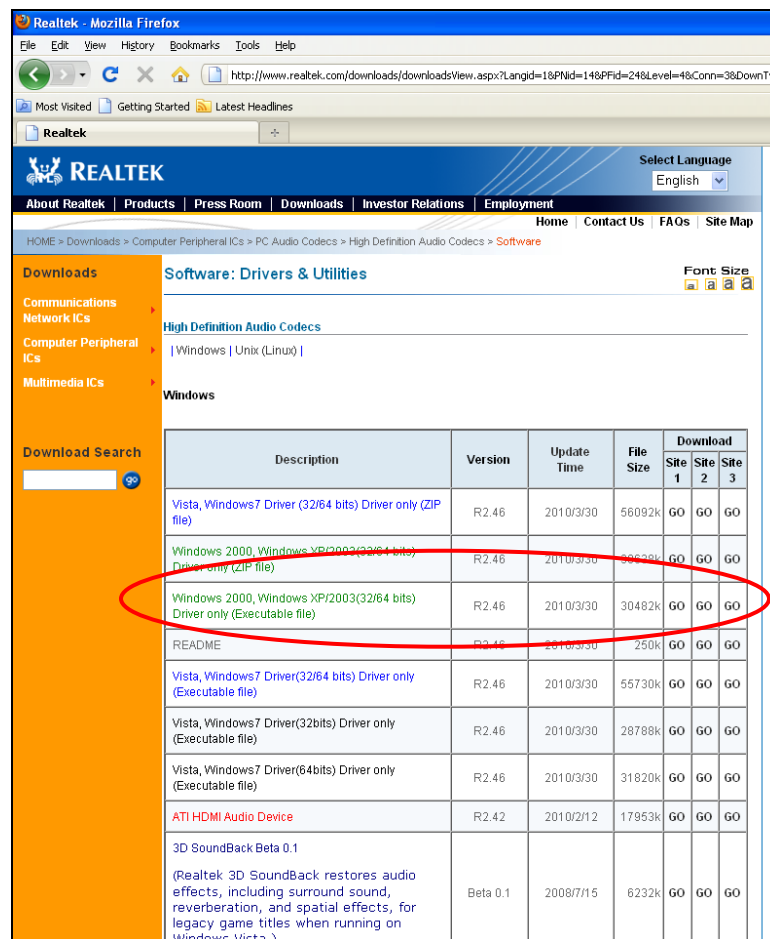 Realtek - Mozilla Firefox
File Edit View History Bookmarks Tools Help
http://www.realtek.com/downloads/downloadsView.aspx?Langid=1&PNid=14&PFid=24&Level=4&Conn=3&DownT
Most Visited Getting Started Latest Headlines
Realtek
REALTEK
Select Language
English
About Realtek | Products | Press Room | Downloads | Investor Relations | Employment
Home | Contact Us | FAQs | Site Map
HOME > Downloads > Computer Peripheral ICs > PC Audio Codecs > High Definition Audio Codecs > Software
Downloads
Communications
Network ICs
Computer Peripheral
ICs
Multimedia ICs
Download Search
go
Software: Drivers & Utilities
Font Size
a a a a
High Definition Audio Codecs
| Windows | Unix (Linux) |
Windows
Description Version Update Time File Size Download
Site 1 Site 2 Site 3
Vista, Windows7 Driver (32/64 bits) Driver only (ZIP
file) R2.46 2010/3/30 56092k GO GO GO
Windows 2000, Windows XP/2003(32/64 bits)
Driver only (ZIP file) R2.46 2010/3/30 GO GO GO
Windows 2000, Windows XP/2003(32/64 bits)
Driver only (Executable file) R2.46 2010/3/30 30482k GO GO GO
README R2.46 2010/3/30 250k GO GO GO
Vista, Windows7 Driver(32/64 bits) Driver only
(Executable file) R2.46 2010/3/30 55730k GO GO GO
Vista, Windows7 Driver(32bits) Driver only
(Executable file) R2.46 2010/3/30 28788k GO GO GO
Vista, Windows7 Driver(64bits) Driver only
(Executable file) R2.46 2010/3/30 31820k GO GO GO
ATI HDMI Audio Device R2.42 2010/2/12 17953k GO GO GO
3D SoundBack Beta 0.1
(Realtek 3D SoundBack restores audio
effects, including surround sound,
reverberation, and spatial effects, for Beta 0.1 2008/7/15 6232k GO GO GO
legacy game titles when running on
Windows Vista.)